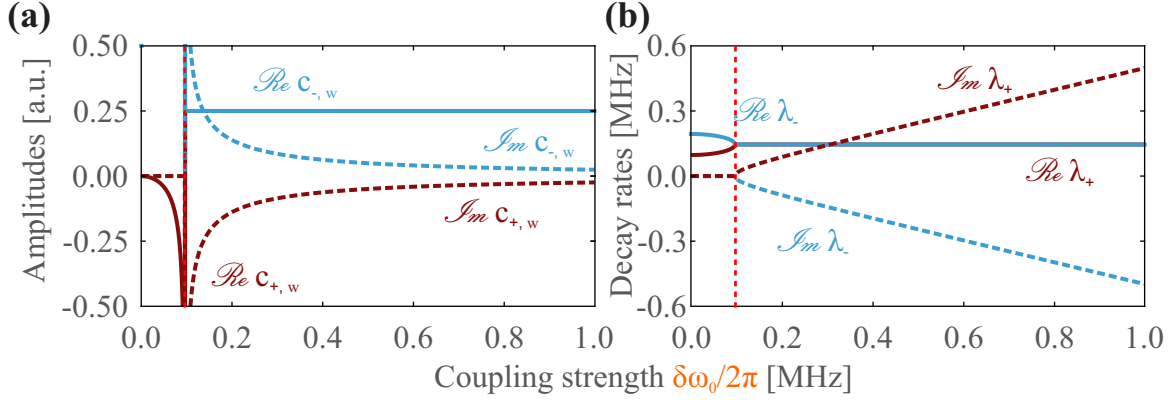 (a)
(b)
Amplitudes [a.u.]
0.50
0.25
0.00
-0.25
-0.50
ℛe c₋, w
ℐm c₋, w
ℐm c₊, w
ℛe c₊, w
0.0 0.2 0.4 0.6 0.8 1.0
Decay rates [MHz]
0.6
0.3
0.0
-0.3
-0.6
ℐm λ₊
ℛe λ₋
ℛe λ₊
ℐm λ₋
0.0 0.2 0.4 0.6 0.8 1.0
Coupling strength δω₀/2π [MHz]